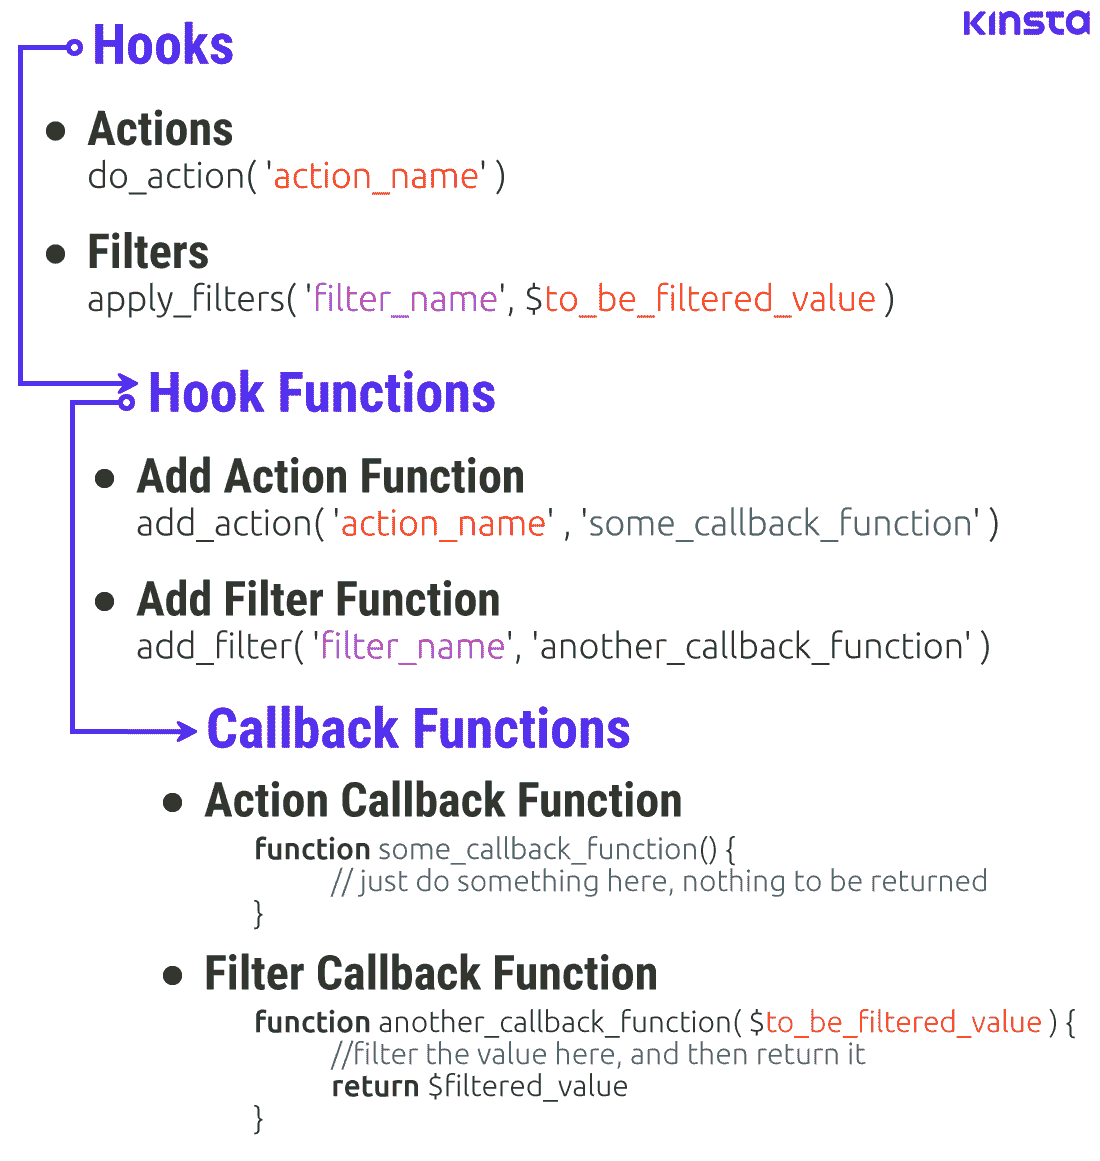 KINSTA
Hooks
● Actions
do_action( 'action_name' )
● Filters
apply_filters( 'filter_name', $to_be_filtered_value )
Hook Functions
● Add Action Function
add_action( 'action_name' , 'some_callback_function' )
● Add Filter Function
add_filter( 'filter_name', 'another_callback_function' )
Callback Functions
● Action Callback Function
function some_callback_function() {
// just do something here, nothing to be returned
}
● Filter Callback Function
function another_callback_function( $to_be_filtered_value ) {
//filter the value here, and then return it
return $filtered_value
}